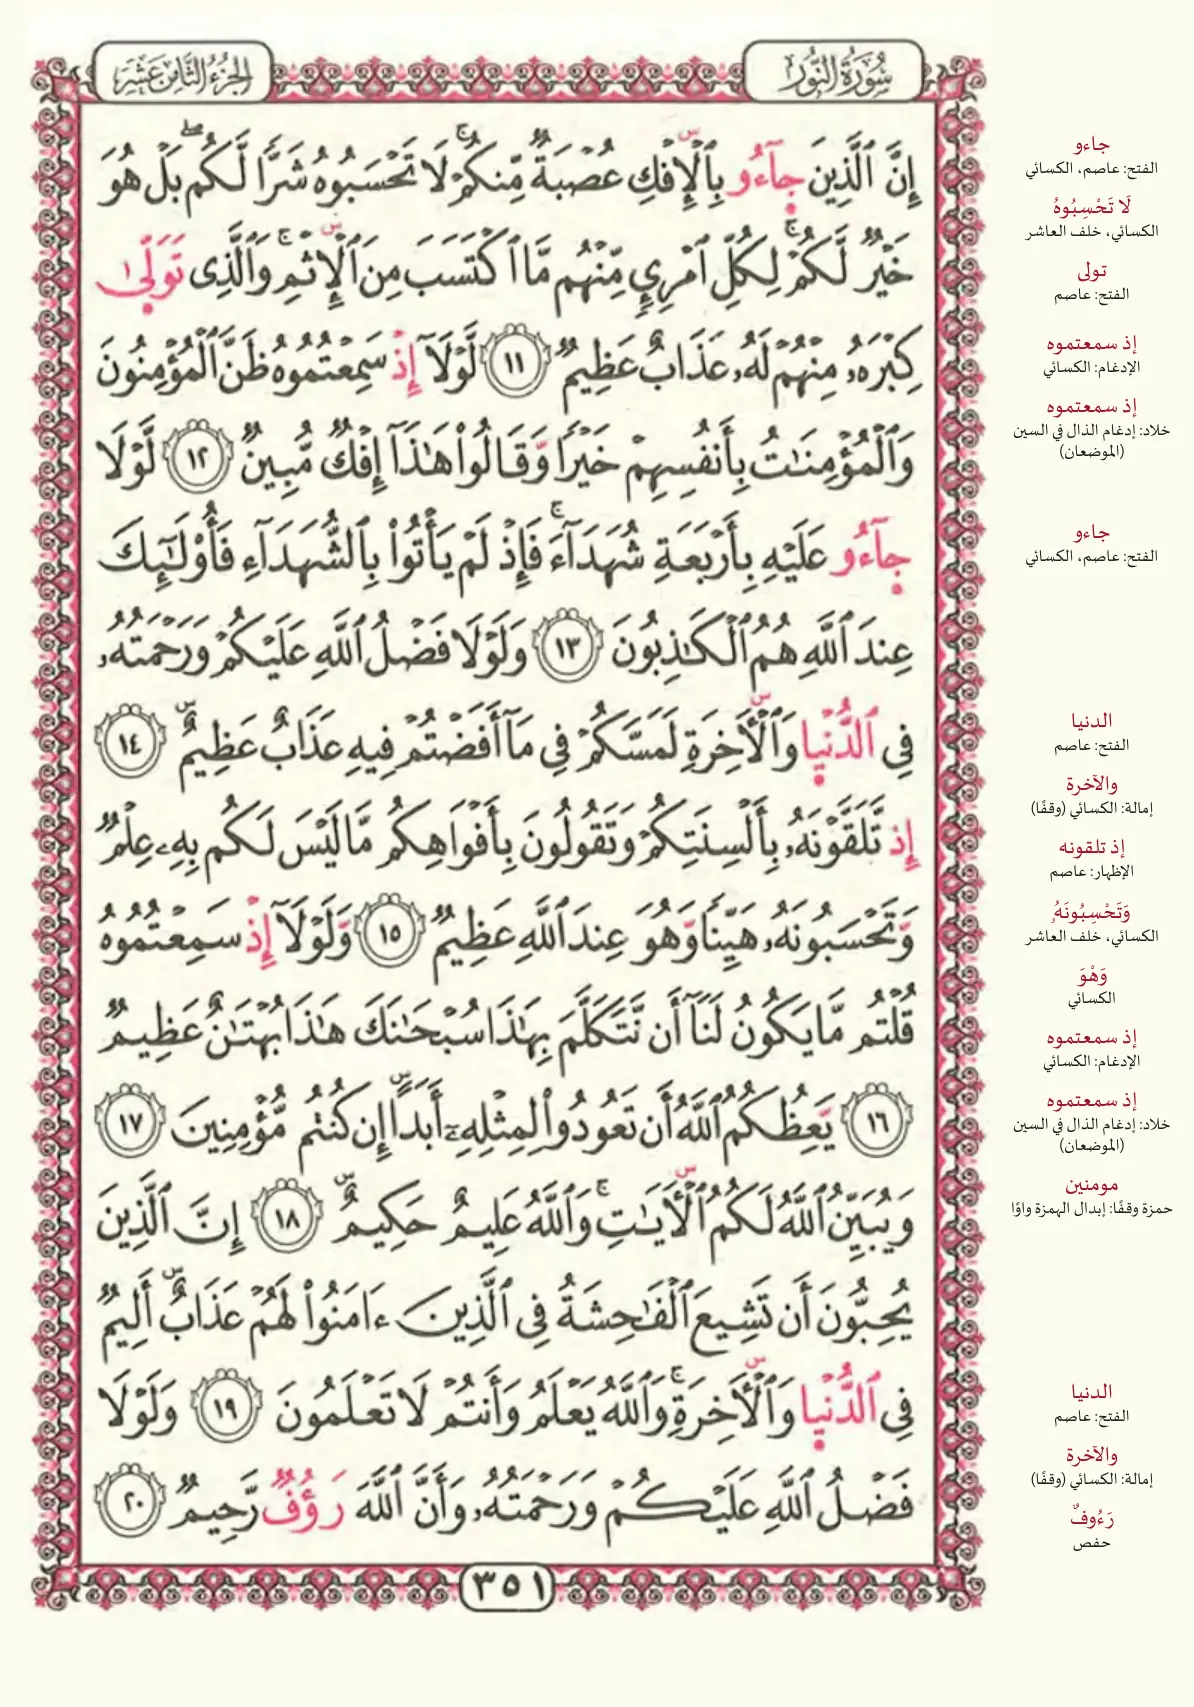 سُورَةُ النُّورِ
الجزء الثامن عشر
إِنَّ ٱلَّذِينَ جَآءُو بِٱلْإِفْكِ عُصْبَةٌ مِّنكُمْ ۚ لَا تَحْسَبُوهُ شَرًّا لَّكُم ۖ بَلْ هُوَ
خَيْرٌ لَّكُمْ ۚ لِكُلِّ ٱمْرِئٍ مِّنْهُم مَّا ٱكْتَسَبَ مِنَ ٱلْإِثْمِ ۚ وَٱلَّذِى تَوَلَّىٰ
كِبْرَهُۥ مِنْهُمْ لَهُۥ عَذَابٌ عَظِيمٌ ١١ لَّوْلَآ إِذْ سَمِعْتُمُوهُ ظَنَّ ٱلْمُؤْمِنُونَ
وَٱلْمُؤْمِنَٰتُ بِأَنفُسِهِمْ خَيْرًا وَقَالُوا۟ هَٰذَآ إِفْكٌ مُّبِينٌ ١٢ لَّوْلَا
جَآءُو عَلَيْهِ بِأَرْبَعَةِ شُهَدَآءَ ۚ فَإِذْ لَمْ يَأْتُوا۟ بِٱلشُّهَدَآءِ فَأُو۟لَٰٓئِكَ
عِندَ ٱللَّهِ هُمُ ٱلْكَٰذِبُونَ ١٣ وَلَوْلَا فَضْلُ ٱللَّهِ عَلَيْكُمْ وَرَحْمَتُهُۥ
فِى ٱلدُّنْيَا وَٱلْأَخِرَةِ لَمَسَّكُمْ فِى مَآ أَفَضْتُمْ فِيهِ عَذَابٌ عَظِيمٌ ١٤
إِذ تَّلَقَّوْنَهُۥ بِأَلْسِنَتِكُمْ وَتَقُولُونَ بِأَفْوَاهِكُم مَّا لَيْسَ لَكُم بِهِۦ عِلْمٌ
وَتَحْسَبُونَهُۥ هَيِّنًا وَهُوَ عِندَ ٱللَّهِ عَظِيمٌ ١٥ وَلَوْلَآ إِذْ سَمِعْتُمُوهُ
قُلْتُم مَّا يَكُونُ لَنَآ أَن نَّتَكَلَّمَ بِهَٰذَا سُبْحَٰنَكَ هَٰذَا بُهْتَٰنٌ عَظِيمٌ
١٦ يَعِظُكُمُ ٱللَّهُ أَن تَعُودُوا۟ لِمِثْلِهِۦٓ أَبَدًا إِن كُنتُم مُّؤْمِنِينَ ١٧
وَيُبَيِّنُ ٱللَّهُ لَكُمُ ٱلْأَيَٰتِ ۚ وَٱللَّهُ عَلِيمٌ حَكِيمٌ ١٨ إِنَّ ٱلَّذِينَ
يُحِبُّونَ أَن تَشِيعَ ٱلْفَٰحِشَةُ فِى ٱلَّذِينَ ءَامَنُوا۟ لَهُمْ عَذَابٌ أَلِيمٌ
فِى ٱلدُّنْيَا وَٱلْأَخِرَةِ ۚ وَٱللَّهُ يَعْلَمُ وَأَنتُمْ لَا تَعْلَمُونَ ١٩ وَلَوْلَا
فَضْلُ ٱللَّهِ عَلَيْكُمْ وَرَحْمَتُهُۥ وَأَنَّ ٱللَّهَ رَؤُفٌ رَّحِيمٌ ٢٠
٣٥١
جاءو
الفتح: عاصم، الكسائي
لَا تَحْسِبُوهُ
الكسائي، خلف العاشر
تولى
الفتح: عاصم
إذ سمعتموه
الإدغام: الكسائي
إذ سمعتموه
خلاد: إدغام الذال في السين
(الموضعان)
جاءو
الفتح: عاصم، الكسائي
الدنيا
الفتح: عاصم
والآخرة
إمالة: الكسائي (وقفًا)
إذ تلقونه
الإظهار: عاصم
وَتَحْسِبُونَهُۥ
الكسائي، خلف العاشر
وَهْوَ
الكسائي
إذ سمعتموه
الإدغام: الكسائي
إذ سمعتموه
خلاد: إدغام الذال في السين
(الموضعان)
مومنين
حمزة وقفًا: إبدال الهمزة واوًا
الدنيا
الفتح: عاصم
والآخرة
إمالة: الكسائي (وقفًا)
رَءُوفٌ
حفص